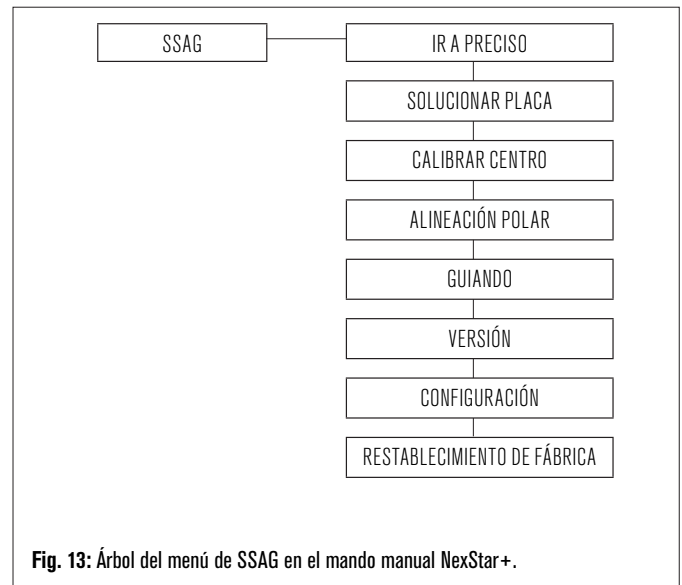 SSAG
IR A PRECISO
SOLUCIONAR PLACA
CALIBRAR CENTRO
ALINEACIÓN POLAR
GUIANDO
VERSIÓN
CONFIGURACIÓN
RESTABLECIMIENTO DE FÁBRICA
Fig. 13: Árbol del menú de SSAG en el mando manual NexStar+.